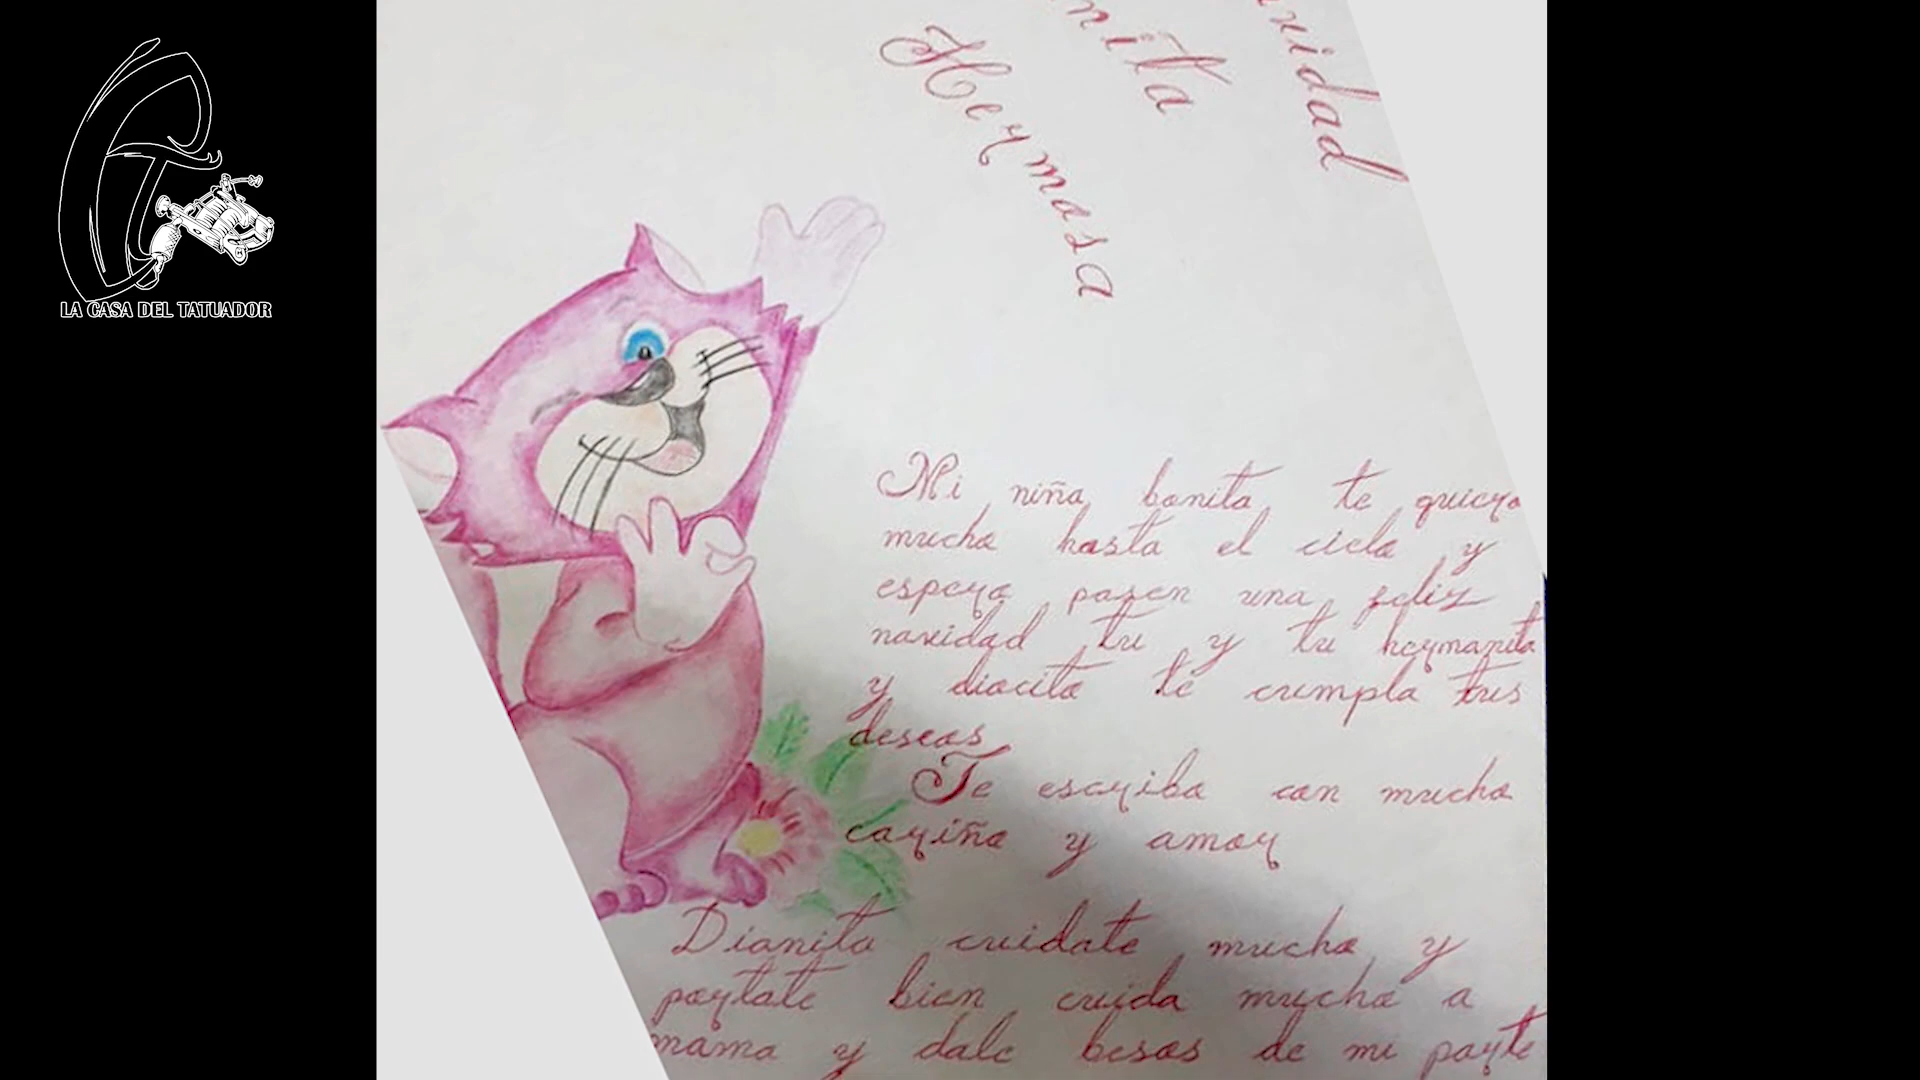 LA CASA DEL TATUADOR
nita
Hermosa
Mi niña bonita te quiero
mucho hasta el cielo y
espero pasen una feliz
navidad tu y tu hermanita
y diocito te cumpla tus
deseos
Te escribo con mucho
cariño y amor
Dianita cuidate mucho y
portate bien cuida mucho a
mama y dale besos de mi parte